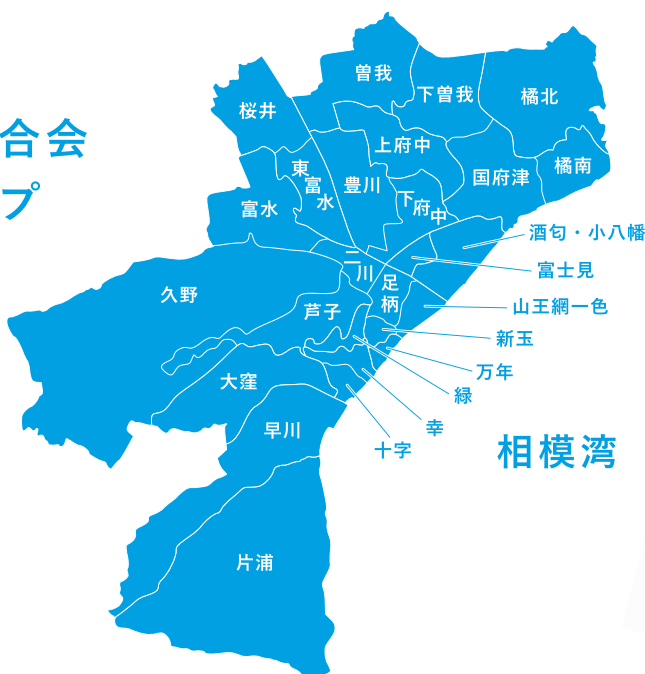 合会
プ
曽我
下曽我
橘北
桜井
上府中
東富水
豊川
国府津
橘南
富水
下府中
酒匂・小八幡
二川
富士見
久野
足柄
芦子
山王網一色
新玉
万年
大窪
緑
早川
幸
十字
相模湾
片浦